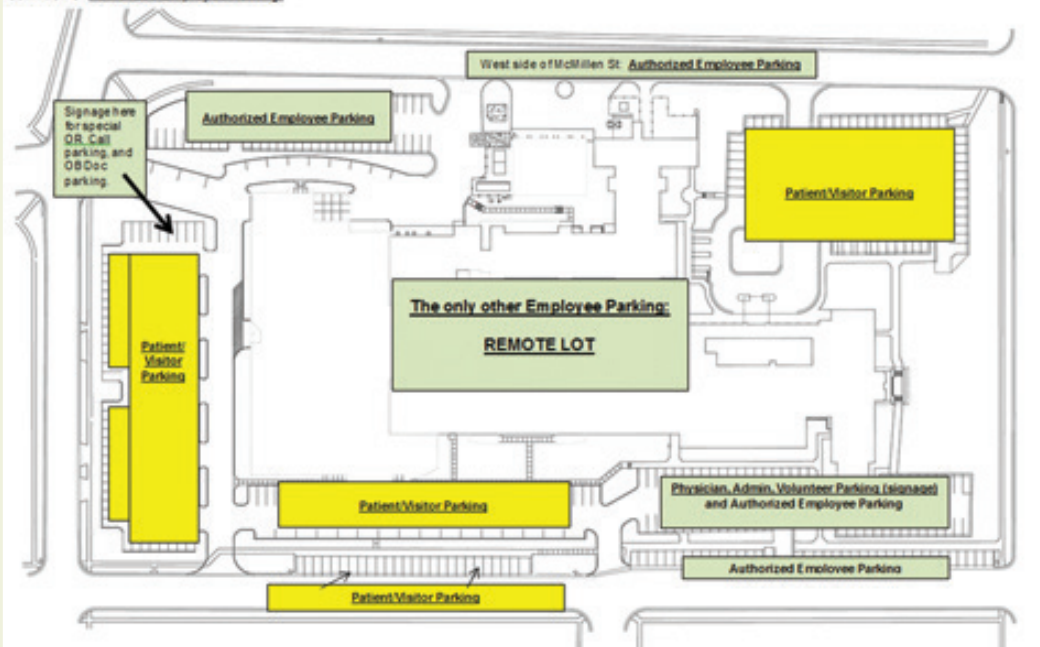 West side of McMillen St: Authorized Employee Parking
Signage here
for special
OR Call
parking, and
OB Doc
parking.
Authorized Employee Parking
Patient/Visitor Parking
The only other Employee Parking:
REMOTE LOT
Patient/
Visitor
Parking
Patient/Visitor Parking
Physician, Admin, Volunteer Parking (signage)
and Authorized Employee Parking
Authorized Employee Parking
Patient/Visitor Parking